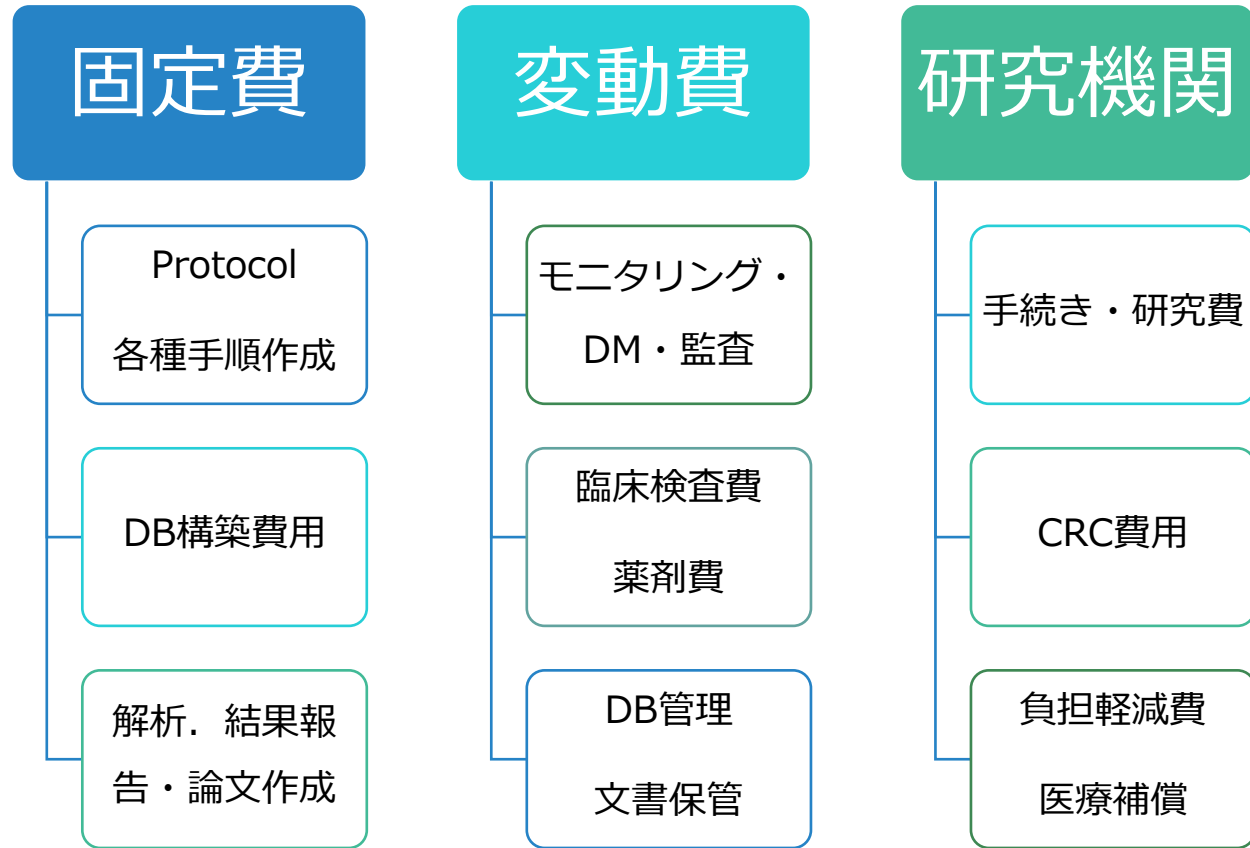 固定費
Protocol
各種手順作成
DB構築費用
解析．結果報
告・論文作成
変動費
モニタリング・
DM・監査
臨床検査費
薬剤費
DB管理
文書保管
研究機関
手続き・研究費
CRC費用
負担軽減費
医療補償